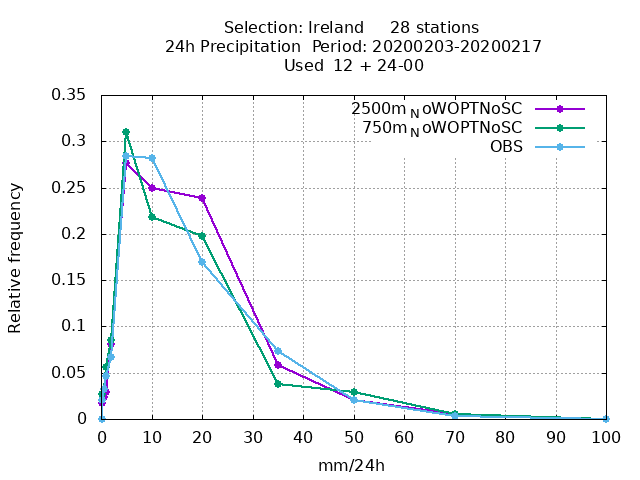 Selection: Ireland 28 stations
24h Precipitation Period: 20200203-20200217
Used 12 + 24-00
0.35
0.3
0.25
0.2
0.15
0.1
0.05
0
Relative frequency
2500m_NoWOPTNoSC
750m_NoWOPTNoSC
OBS
0 10 20 30 40 50 60 70 80 90 100
mm/24h